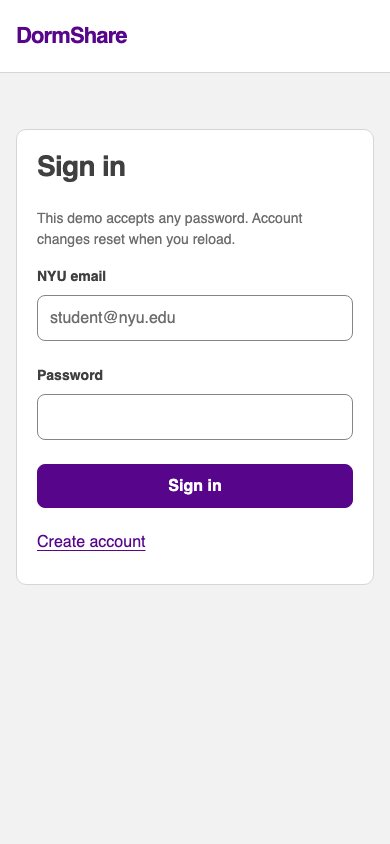 DormShare
Sign in
This demo accepts any password. Account
changes reset when you reload.
NYU email
student@nyu.edu
Password
Sign in
Create account